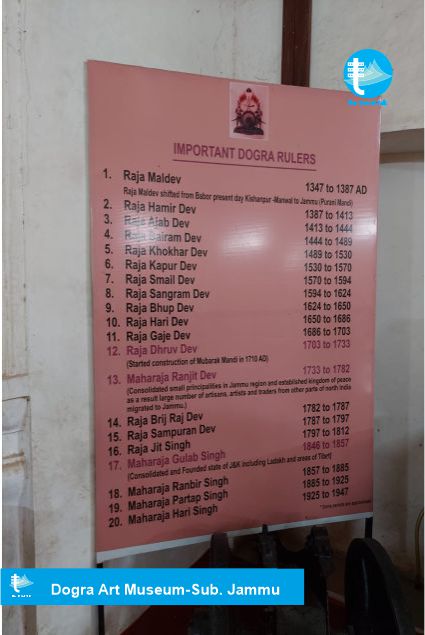 IMPORTANT DOGRA RULERS
1. Raja Maldev 1347 to 1387 AD
Raja Maldev shifted from Babor present day Kishanpur -Manwal to Jammu (Purani Mandi)
2. Raja Hamir Dev 1387 to 1413
3. Raja Ajab Dev 1413 to 1444
4. Raja Bairam Dev 1444 to 1489
5. Raja Khokhar Dev 1489 to 1530
6. Raja Kapur Dev 1530 to 1570
7. Raja Smail Dev 1570 to 1594
8. Raja Sangram Dev 1594 to 1624
9. Raja Bhup Dev 1624 to 1650
10. Raja Hari Dev 1650 to 1686
11. Raja Gaje Dev 1686 to 1703
12. Raja Dhruv Dev 1703 to 1733
(Started construction of Mubarak Mandi in 1710 AD)
13. Maharaja Ranjit Dev 1733 to 1782
(Consolidated small principalities in Jammu region and established kingdom of peace
as a result large number of artisans, artists and traders from other parts of north India
migrated to Jammu.)
14. Raja Brij Raj Dev 1782 to 1787
15. Raja Sampuran Dev 1787 to 1797
16. Raja Jit Singh 1797 to 1812
17. Maharaja Gulab Singh 1846 to 1857
(Consolidated and Founded state of J&K including Ladakh and areas of Tibet)
18. Maharaja Ranbir Singh 1857 to 1885
19. Maharaja Partap Singh 1885 to 1925
20. Maharaja Hari Singh 1925 to 1947
* Some periods are approximate
Dogra Art Museum-Sub. Jammu